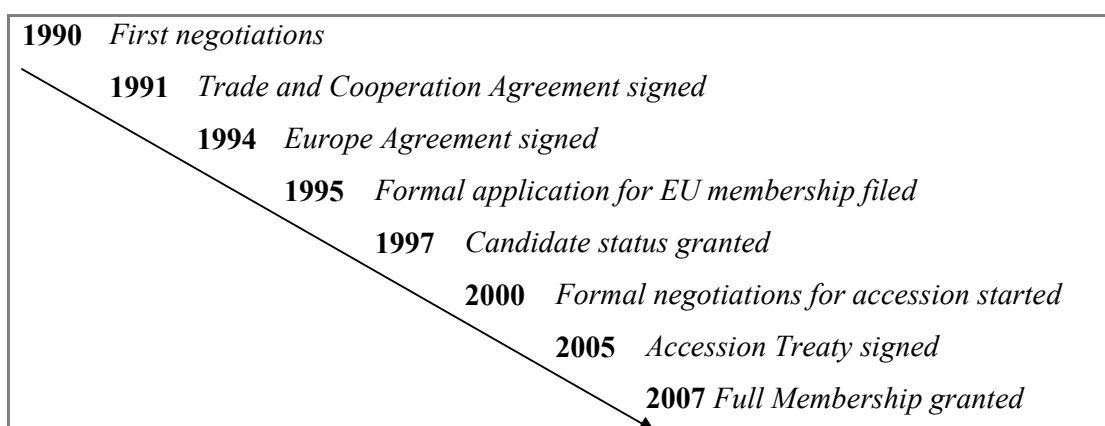 1990 First negotiations
1991 Trade and Cooperation Agreement signed
1994 Europe Agreement signed
1995 Formal application for EU membership filed
1997 Candidate status granted
2000 Formal negotiations for accession started
2005 Accession Treaty signed
2007 Full Membership granted